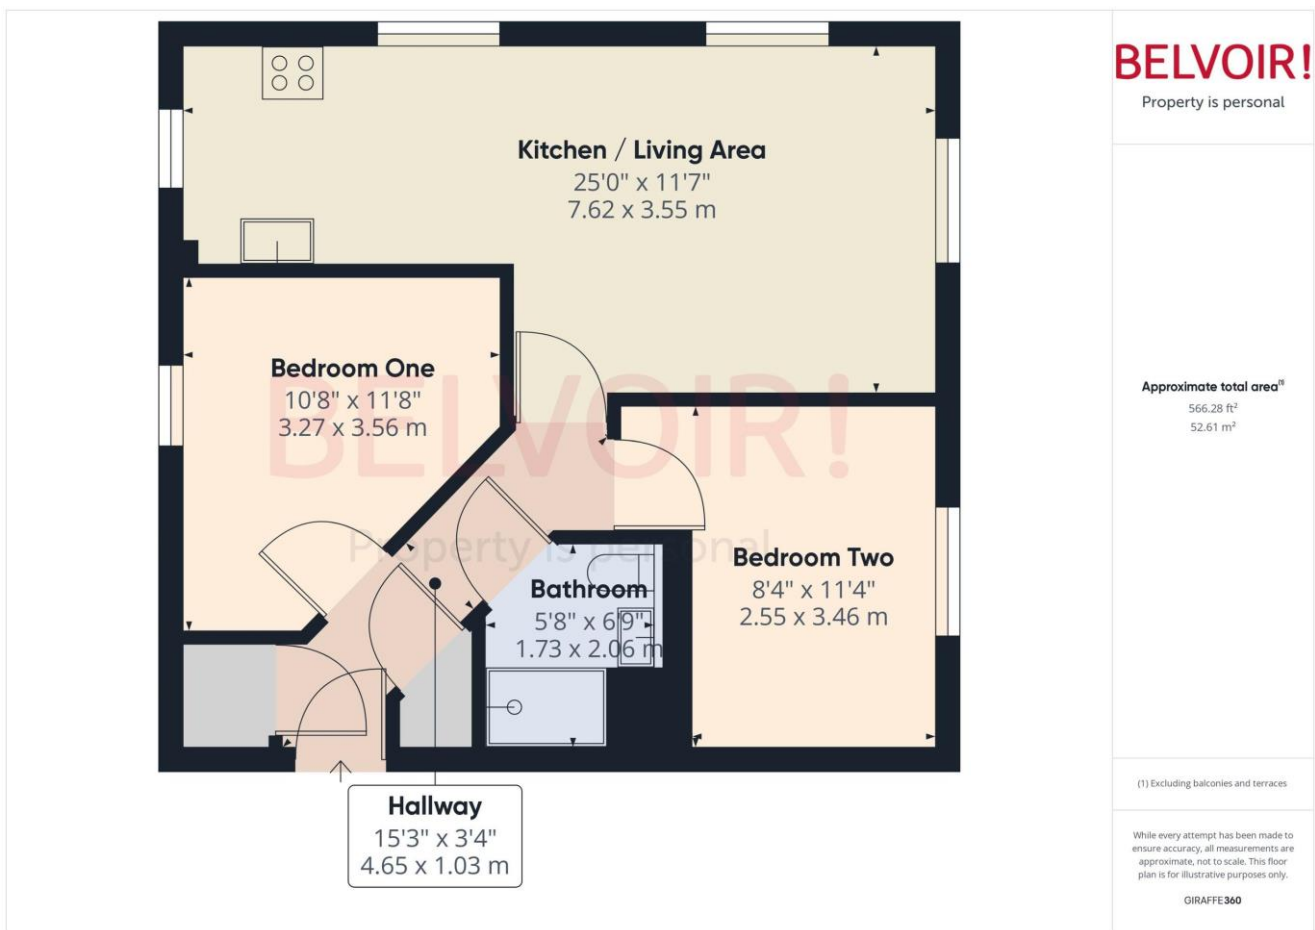 Kitchen / Living Area
25'0" x 11'7"
7.62 x 3.55 m
Bedroom One
10'8" x 11'8"
3.27 x 3.56 m
BELVOIR!
Property is personal
Bedroom Two
8'4" x 11'4"
2.55 x 3.46 m
Bathroom
5'8" x 6'9"
1.73 x 2.06 m
Hallway
15'3" x 3'4"
4.65 x 1.03 m
BELVOIR!
Property is personal
Approximate total area⁽¹⁾
566.28 ft²
52.61 m²
(1) Excluding balconies and terraces
While every attempt has been made to
ensure accuracy, all measurements are
approximate, not to scale. This floor
plan is for illustrative purposes only.
GIRAFFE360